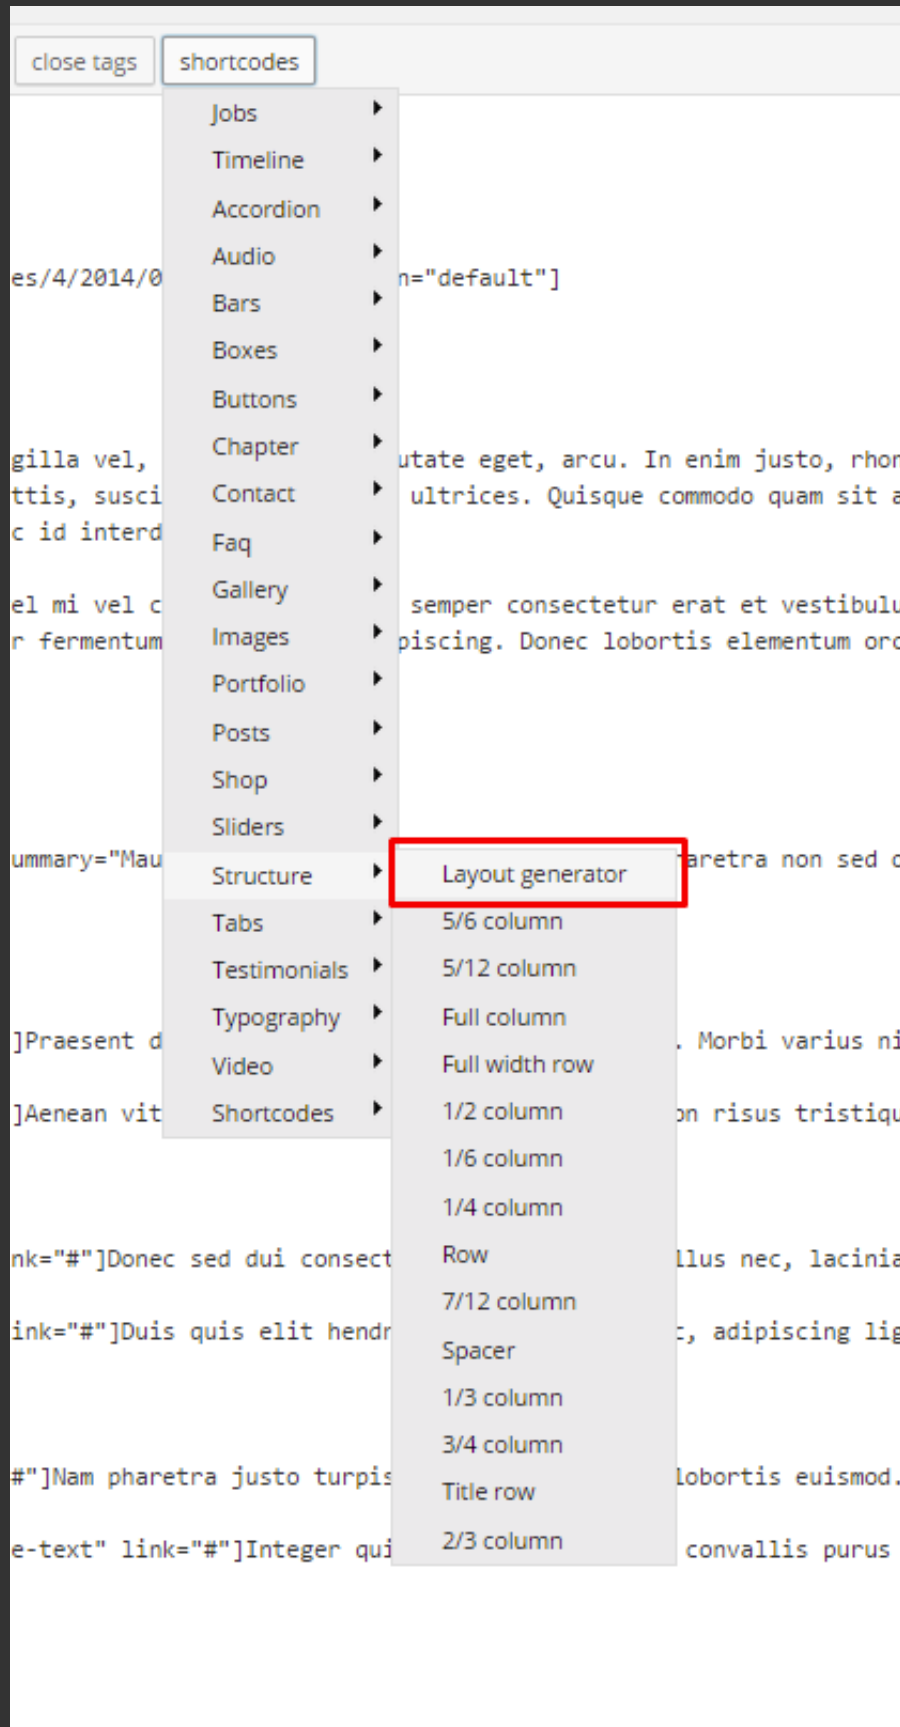 close tags shortcodes
Jobs
Timeline
Accordion
Audio
es/4/2014/0 n="default"]
Bars
Boxes
Buttons
Chapter
gilla vel, utate eget, arcu. In enim justo, rhor
Contact
ttis, susci ultrices. Quisque commodo quam sit a
c id interd
Faq
Gallery
el mi vel c semper consectetur erat et vestibulu
Images
r fermentum piscing. Donec lobortis elementum orc
Portfolio
Posts
Shop
Sliders
ummary="Mau aretra non sed c
Structure Layout generator
Tabs 5/6 column
Testimonials 5/12 column
Typography Full column
]Praesent d . Morbi varius ni
Video Full width row
]Aenean vit on risus tristiqu
Shortcodes 1/2 column
1/6 column
1/4 column
Row
nk="#"]Donec sed dui consect llus nec, lacinia
7/12 column
ink="#"]Duis quis elit hendr , adipiscing lig
Spacer
1/3 column
3/4 column
#"]Nam pharetra justo turpis lobortis euismod.
Title row
2/3 column
e-text" link="#"]Integer qui convallis purus